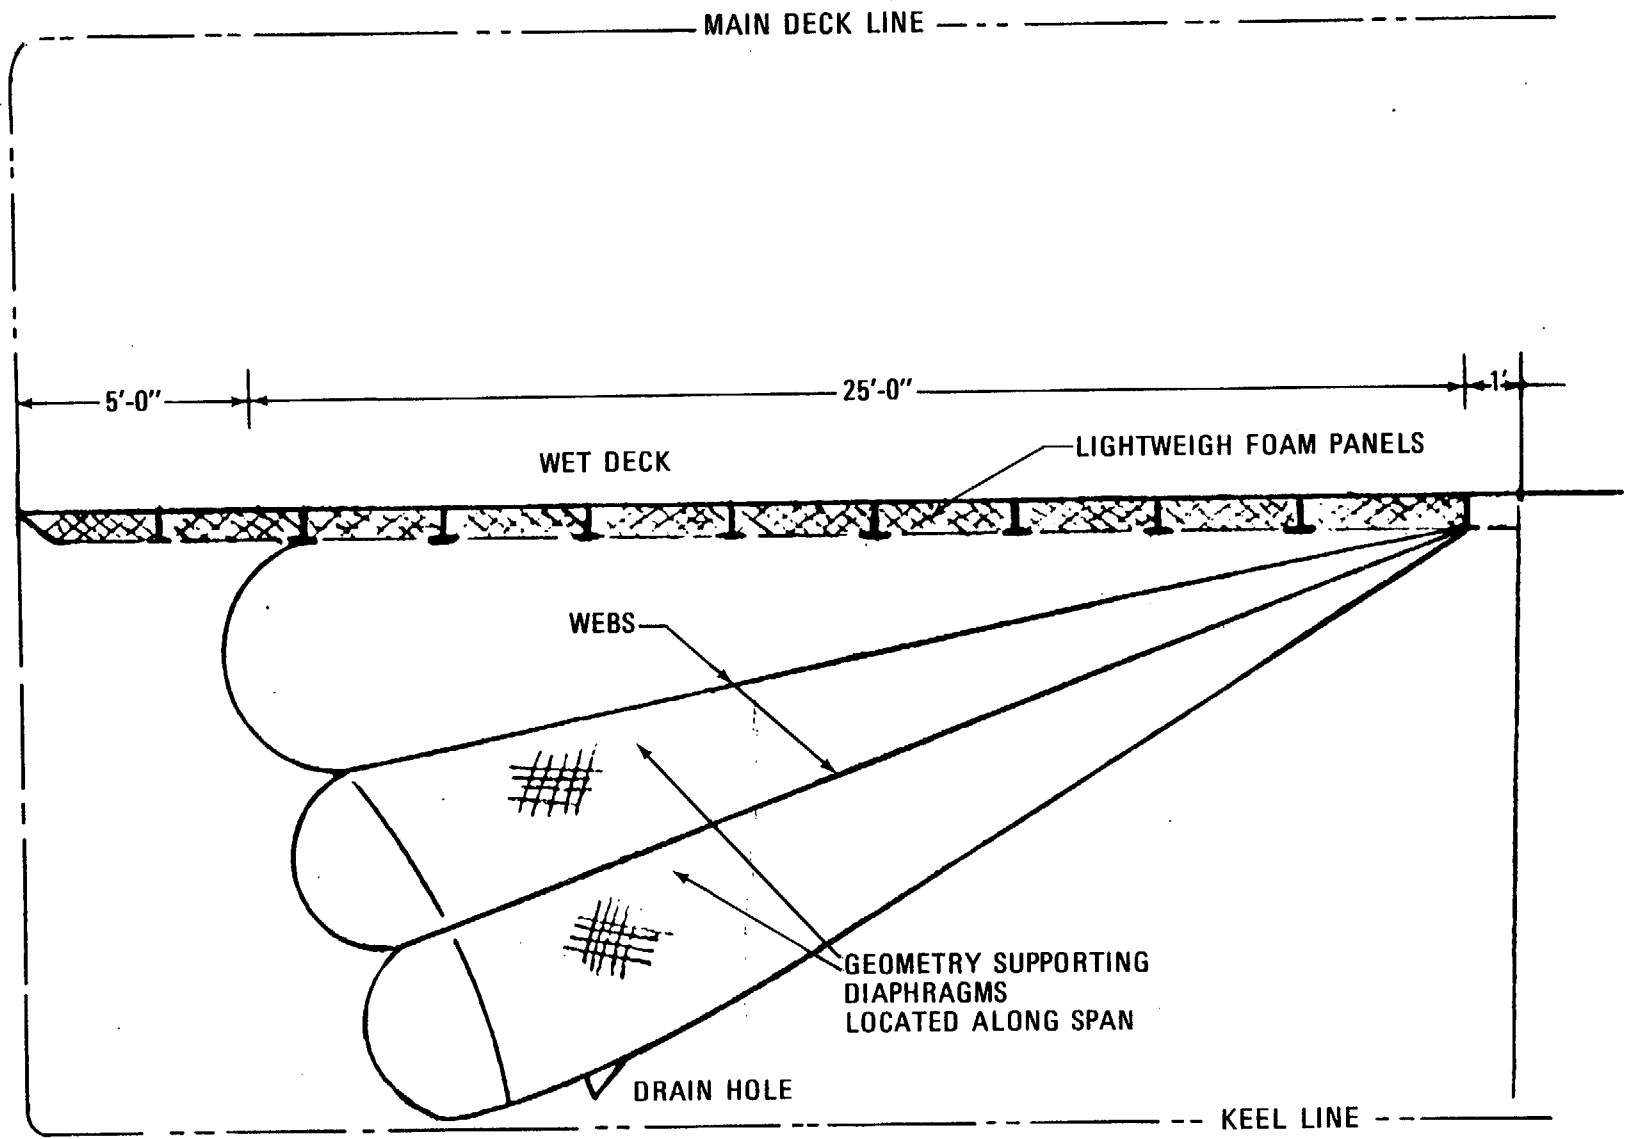 MAIN DECK LINE
5'-0"
25'-0"
1'
WET DECK
LIGHTWEIGH FOAM PANELS
WEBS
GEOMETRY SUPPORTING
DIAPHRAGMS
LOCATED ALONG SPAN
DRAIN HOLE
KEEL LINE